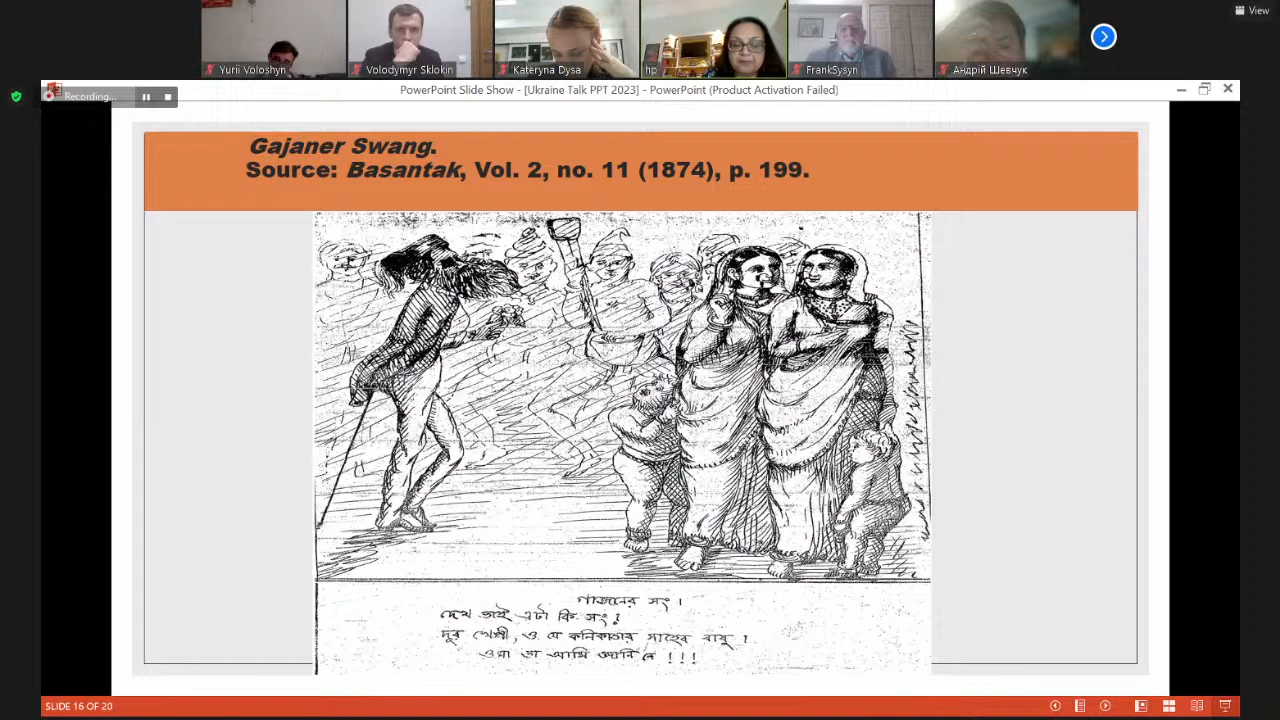 View
Yurii Voloshyn
Volodymyr Sklokin
Kateryna Dysa
hp
FrankSysyn
Андрій Шевчук
Recording...
PowerPoint Slide Show - [Ukraine Talk PPT 2023] - PowerPoint (Product Activation Failed)
Gajaner Swang.
Source: Basantak, Vol. 2, no. 11 (1874), p. 199.
গাজনের সং।
দেখ ভাই এটা কি সং?
দূর খেপী, ও যে কলিকাতার সাহেব বাবু!
ওমা তা আমি জানি নে!!!
SLIDE 16 OF 20